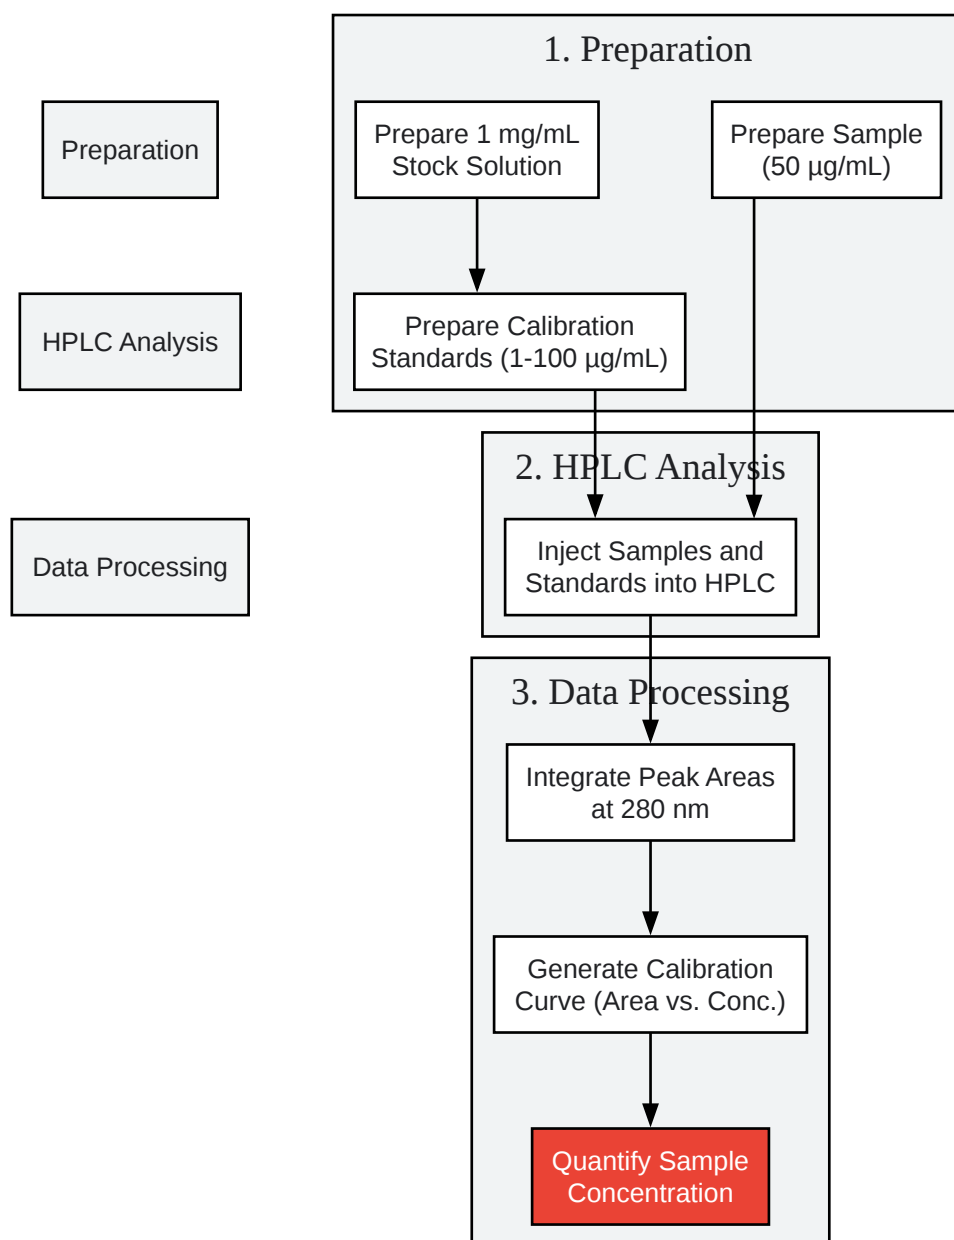 1. Preparation
Preparation
Prepare 1 mg/mL
Stock Solution
Prepare Sample
(50 µg/mL)
HPLC Analysis
Prepare Calibration
Standards (1-100 µg/mL)
2. HPLC Analysis
Data Processing
Inject Samples and
Standards into HPLC
3. Data Processing
Integrate Peak Areas
at 280 nm
Generate Calibration
Curve (Area vs. Conc.)
Quantify Sample
Concentration